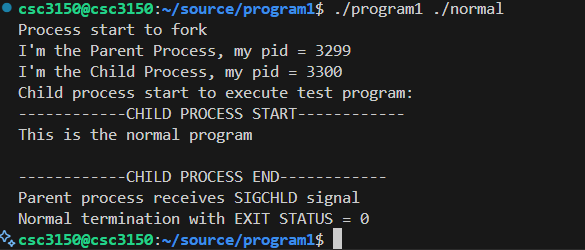 csc3150@csc3150:~/source/program1$ ./program1 ./normal
Process start to fork
I'm the Parent Process, my pid = 3299
I'm the Child Process, my pid = 3300
Child process start to execute test program:
------------CHILD PROCESS START------------
This is the normal program

------------CHILD PROCESS END------------
Parent process receives SIGCHLD signal
Normal termination with EXIT STATUS = 0
csc3150@csc3150:~/source/program1$